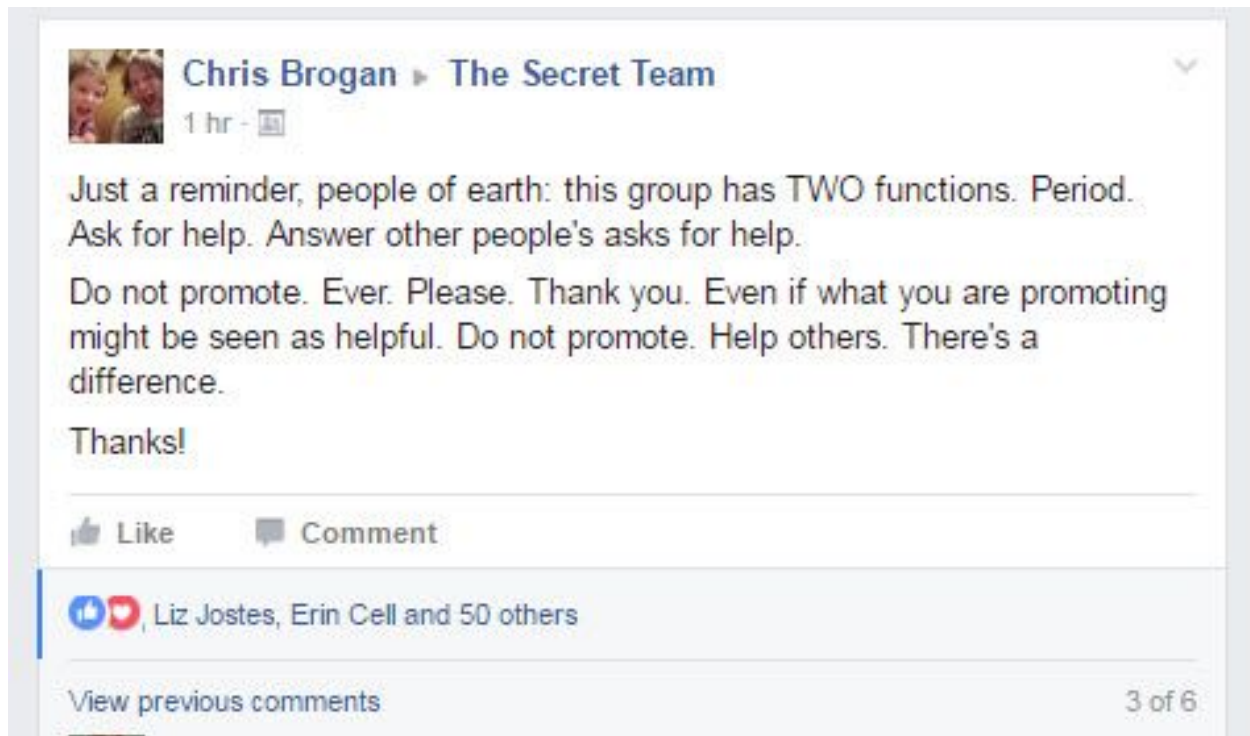 Chris Brogan ▸ The Secret Team
1 hr ·
Just a reminder, people of earth: this group has TWO functions. Period.
Ask for help. Answer other people's asks for help.
Do not promote. Ever. Please. Thank you. Even if what you are promoting
might be seen as helpful. Do not promote. Help others. There's a
difference.
Thanks!
Like Comment
, Liz Jostes, Erin Cell and 50 others
View previous comments 3 of 6